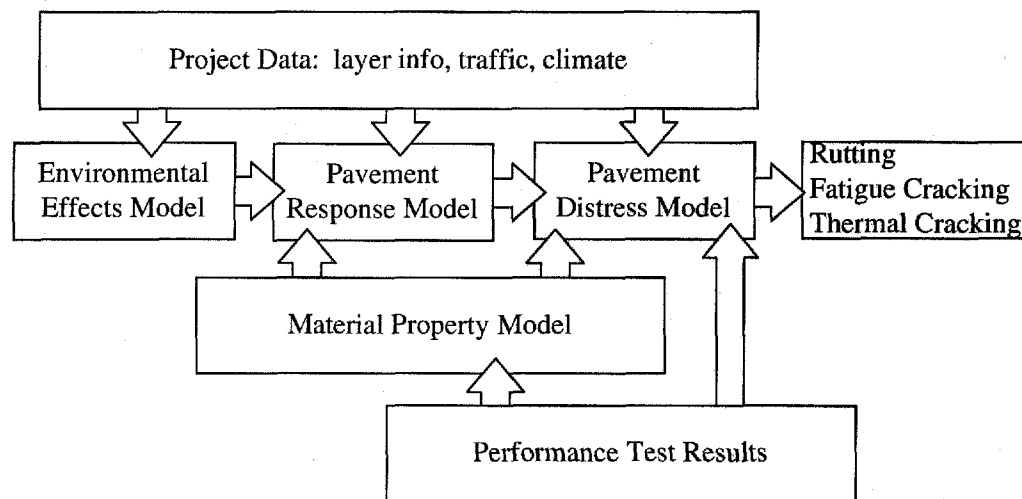 Project Data: layer info, traffic, climate
Environmental
Effects Model
Pavement
Response Model
Pavement
Distress Model
Rutting
Fatigue Cracking
Thermal Cracking
Material Property Model
Performance Test Results